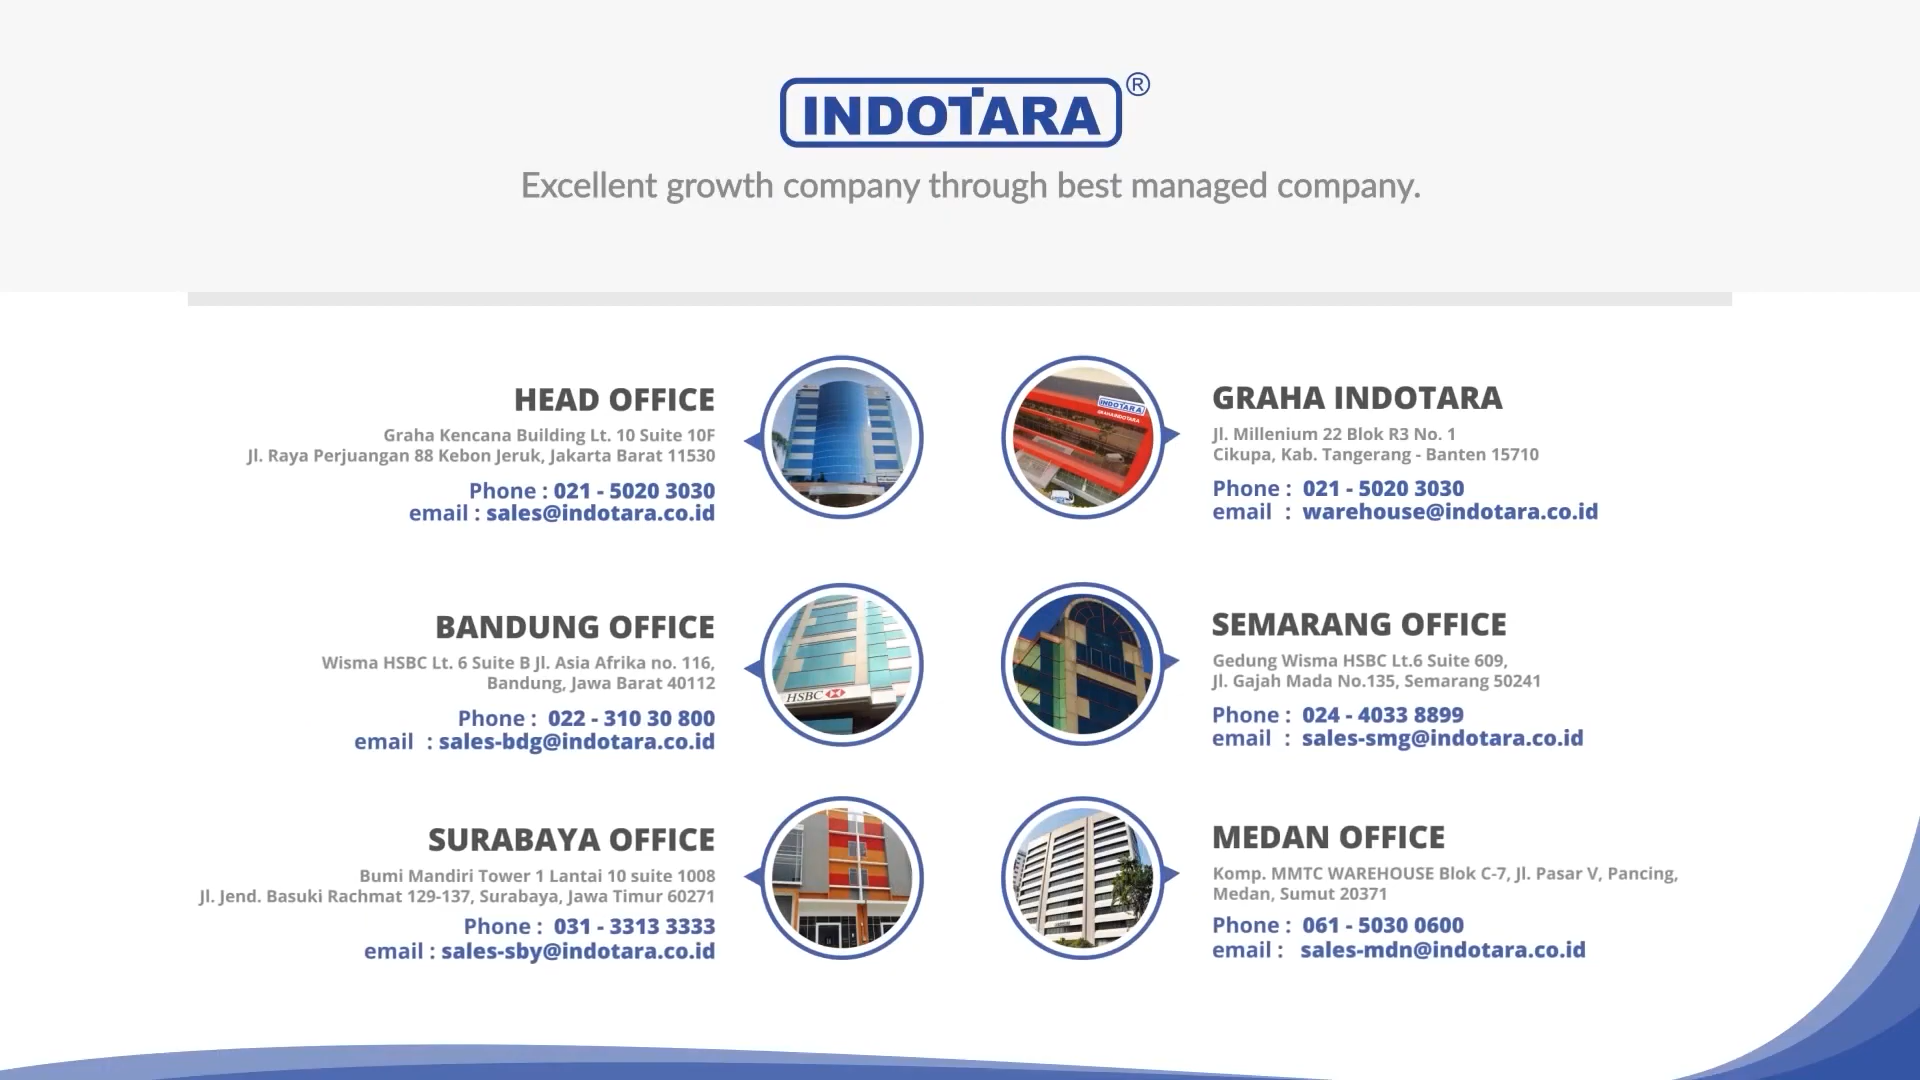 INDOTARA®
Excellent growth company through best managed company.
HEAD OFFICE
Graha Kencana Building Lt. 10 Suite 10F
Jl. Raya Perjuangan 88 Kebon Jeruk, Jakarta Barat 11530
Phone : 021 - 5020 3030
email : sales@indotara.co.id
GRAHA INDOTARA
Jl. Millenium 22 Blok R3 No. 1
Cikupa, Kab. Tangerang - Banten 15710
Phone : 021 - 5020 3030
email : warehouse@indotara.co.id
INDOTARA
GRAHA INDOTARA
BANDUNG OFFICE
Wisma HSBC Lt. 6 Suite B Jl. Asia Afrika no. 116,
Bandung, Jawa Barat 40112
Phone : 022 - 310 30 800
email : sales-bdg@indotara.co.id
HSBC
SEMARANG OFFICE
Gedung Wisma HSBC Lt.6 Suite 609,
Jl. Gajah Mada No.135, Semarang 50241
Phone : 024 - 4033 8899
email : sales-smg@indotara.co.id
SURABAYA OFFICE
Bumi Mandiri Tower 1 Lantai 10 suite 1008
Jl. Jend. Basuki Rachmat 129-137, Surabaya, Jawa Timur 60271
Phone : 031 - 3313 3333
email : sales-sby@indotara.co.id
MEDAN OFFICE
Komp. MMTC WAREHOUSE Blok C-7, Jl. Pasar V, Pancing,
Medan, Sumut 20371
Phone : 061 - 5030 0600
email : sales-mdn@indotara.co.id